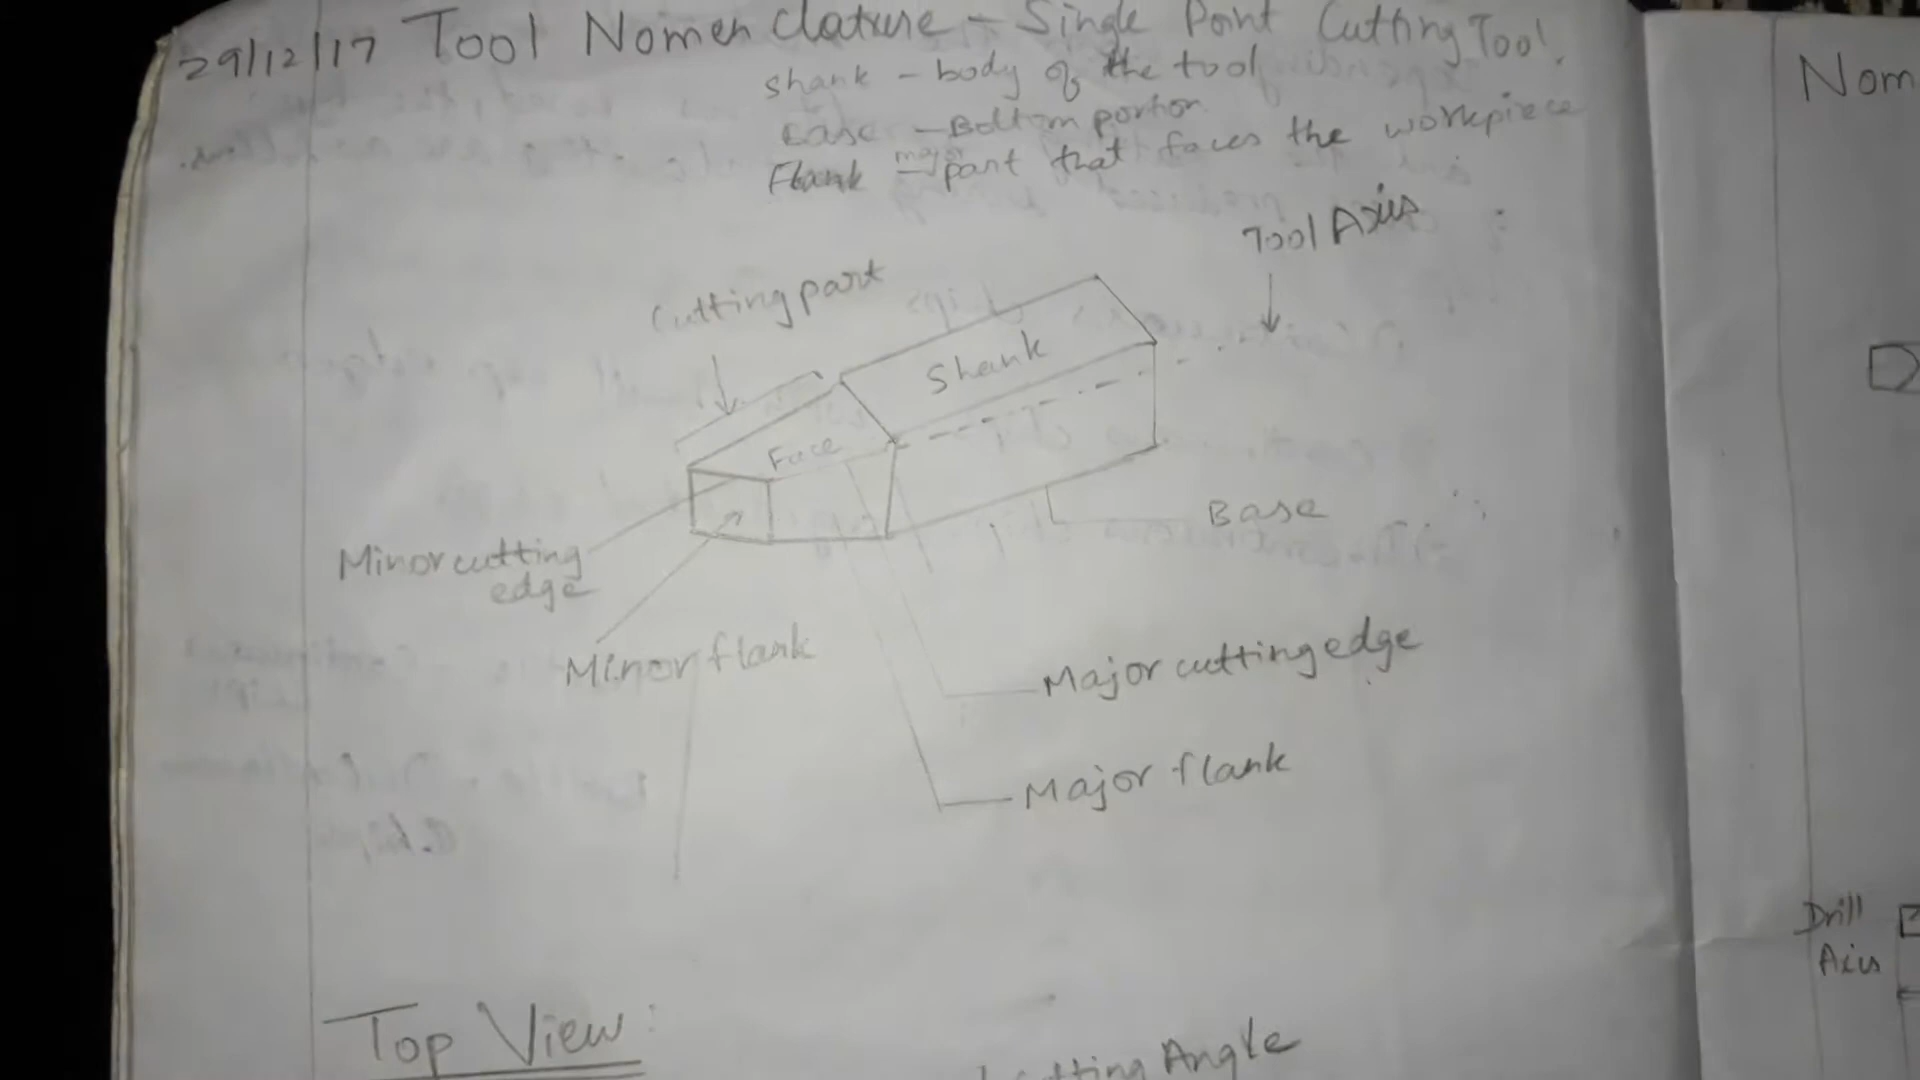 29/12/17 Tool Nomenclature - Single Point Cutting Tool.
Shank - body of the tool
Base - Bottom portion
major
Flank - part that faces the workpiece
Tool Axis
Cutting part
Shank
Face
Base
Minor cutting
edge
Minor flank
Major cutting edge
Major flank
Top View:
cutting Angle
Nom
Drill
Axis